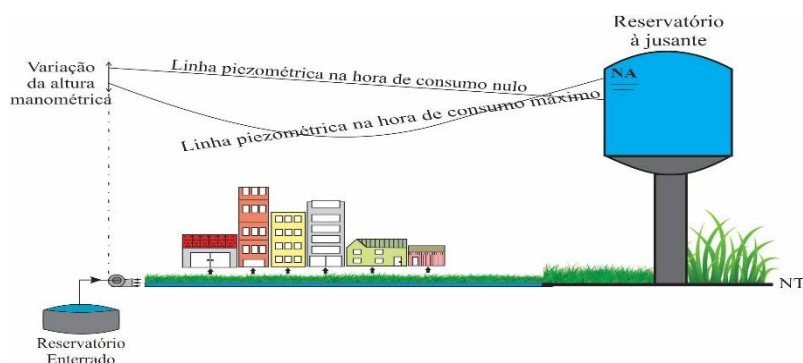 Reservatório
à jusante
Variação
da altura
manométrica
Linha piezométrica na hora de consumo nulo
NA
Linha piezométrica na hora de consumo máximo
NT
Reservatório
Enterrado